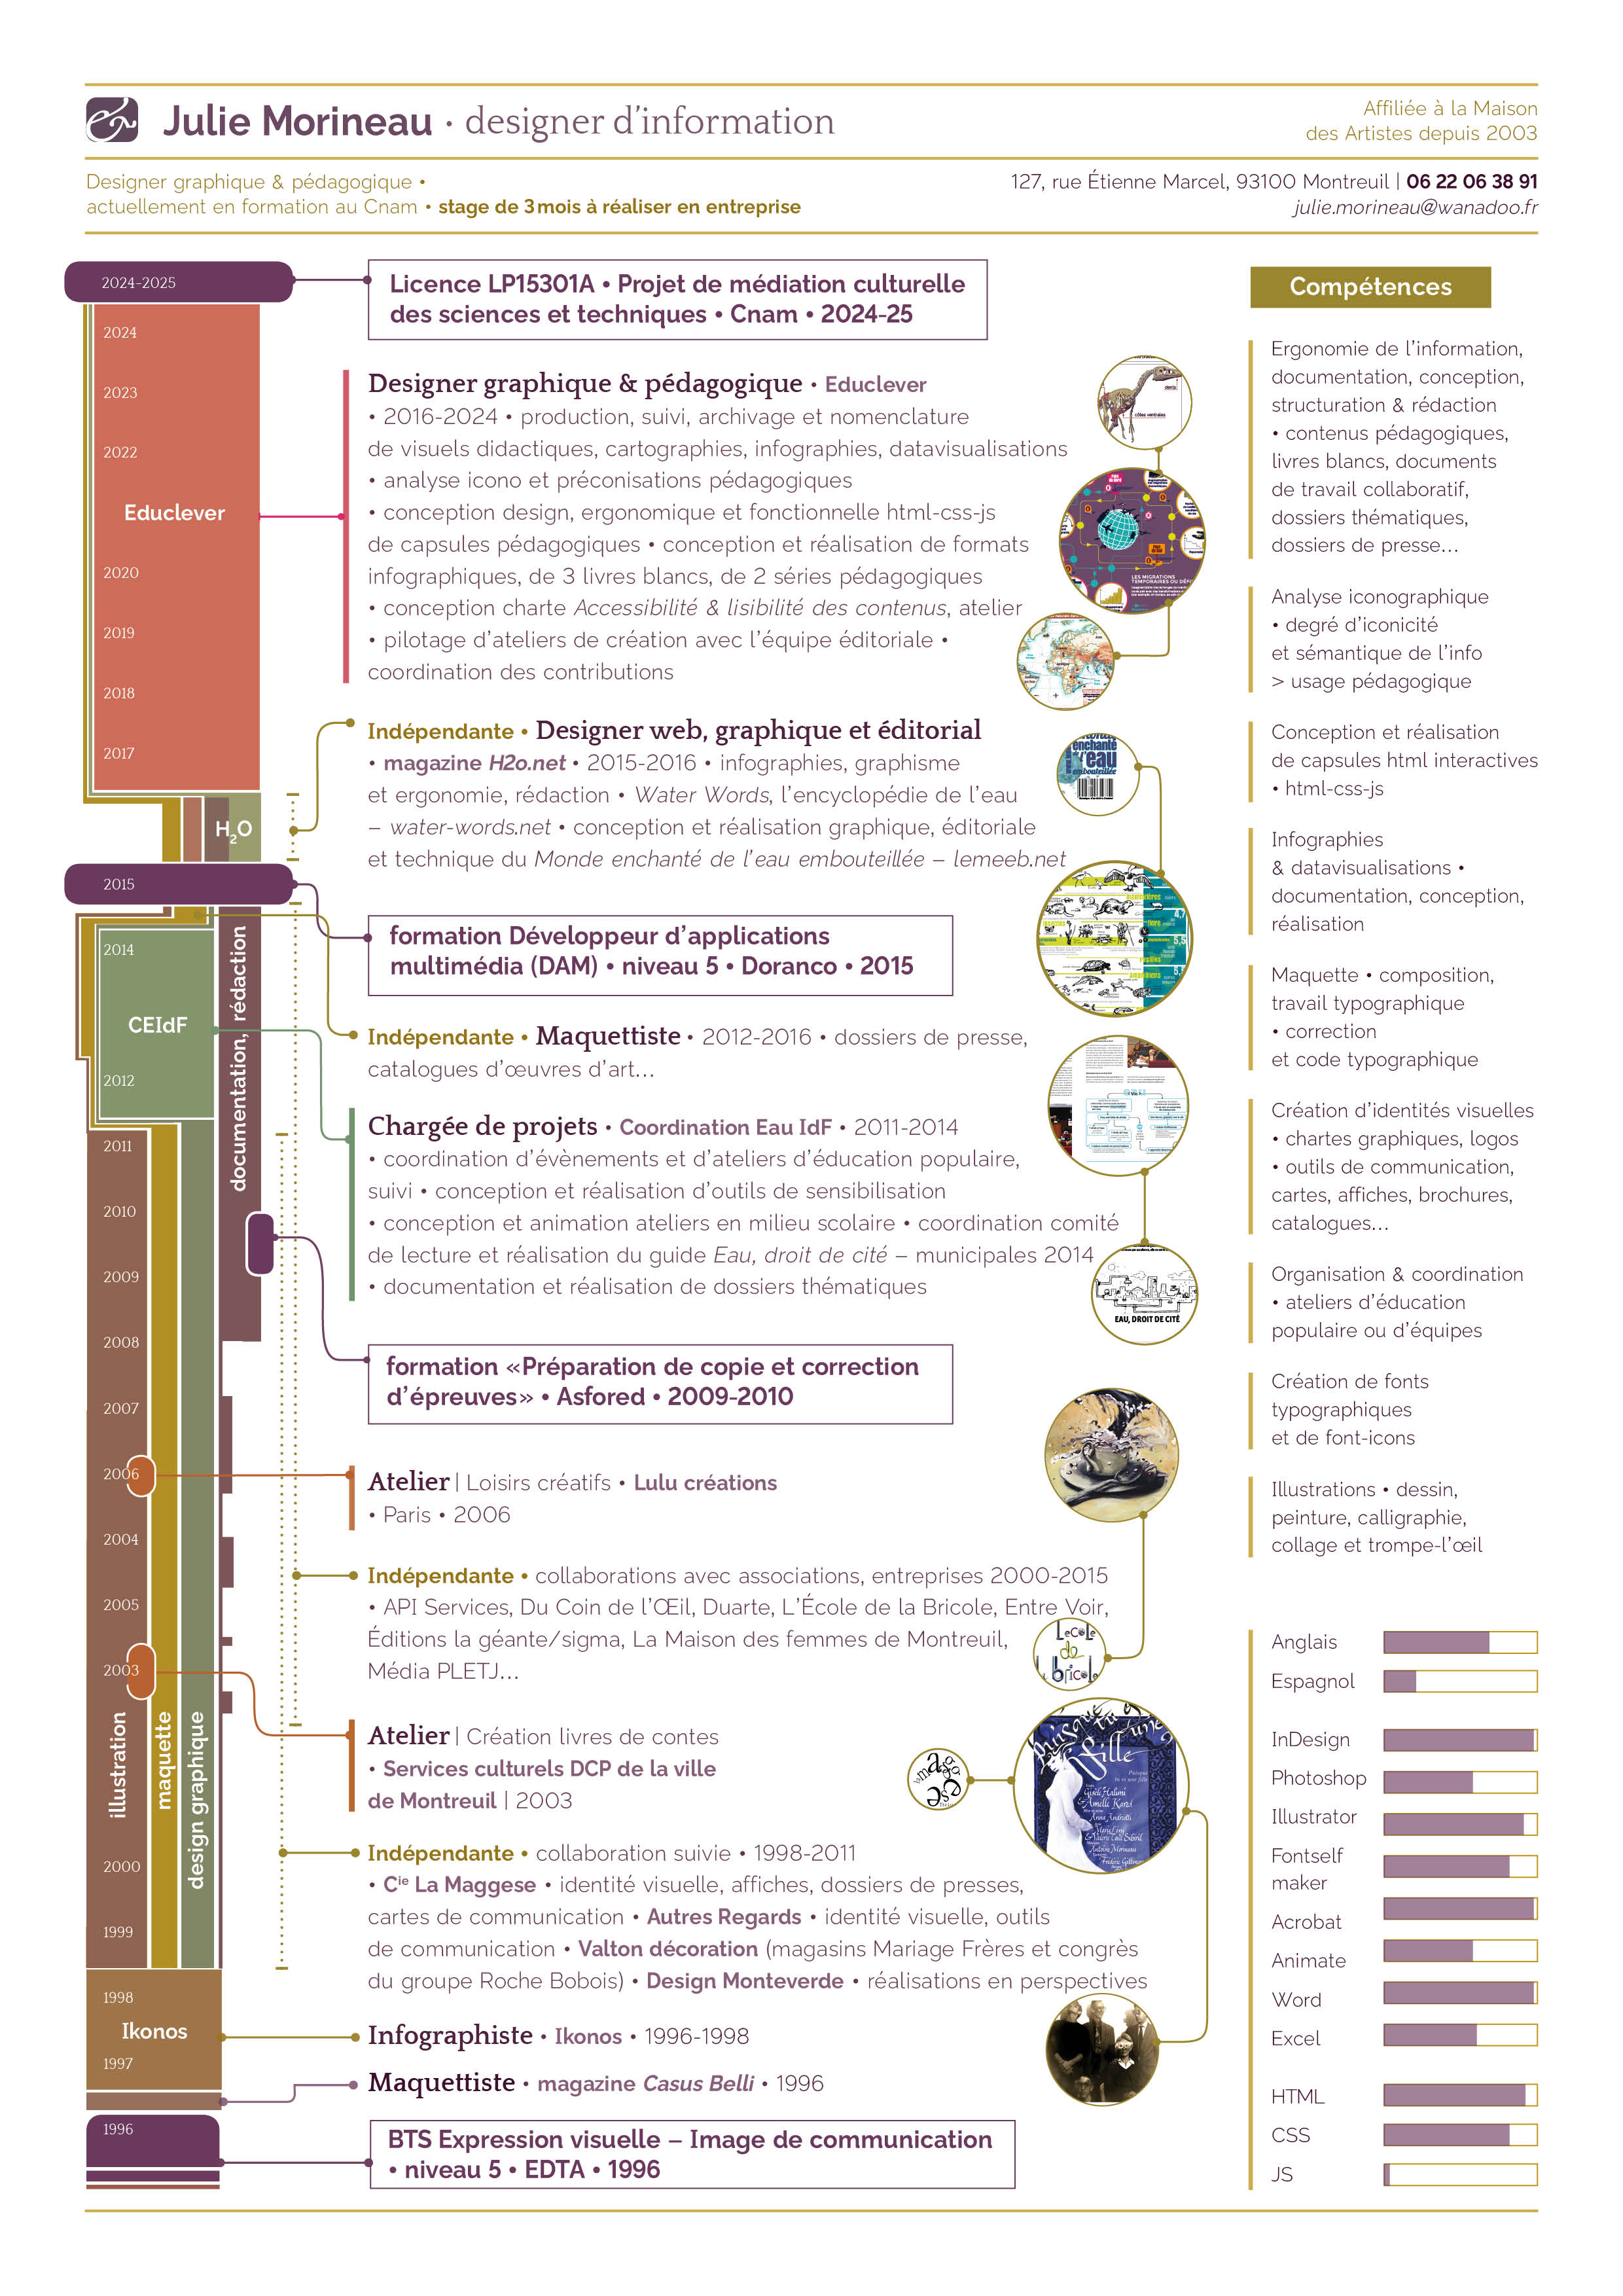 Julie Morineau · designer d’information
Affiliée à la Maison
des Artistes depuis 2003
Designer graphique & pédagogique •
actuellement en formation au Cnam • stage de 3 mois à réaliser en entreprise
127, rue Étienne Marcel, 93100 Montreuil | 06 22 06 38 91
julie.morineau@wanadoo.fr
2024-2025
2024
2023
2022
Educlever
2020
2019
2018
2017
H2O
2015
2014
CEIdF
2012
documentation, rédaction
2011
2010
2009
2008
2007
2006
2004
2005
2003
illustration
maquette
design graphique
2000
1999
1998
Ikonos
1997
1996
Licence LP15301A • Projet de médiation culturelle
des sciences et techniques • Cnam • 2024-25
Designer graphique & pédagogique • Educlever
• 2016-2024 • production, suivi, archivage et nomenclature
de visuels didactiques, cartographies, infographies, datavisualisations
• analyse icono et préconisations pédagogiques
• conception design, ergonomique et fonctionnelle html-css-js
de capsules pédagogiques • conception et réalisation de formats
infographiques, de 3 livres blancs, de 2 séries pédagogiques
• conception charte Accessibilité & lisibilité des contenus, atelier
• pilotage d’ateliers de création avec l’équipe éditoriale •
coordination des contributions
Indépendante • Designer web, graphique et éditorial
• magazine H2o.net • 2015-2016 • infographies, graphisme
et ergonomie, rédaction • Water Words, l’encyclopédie de l’eau
– water-words.net • conception et réalisation graphique, éditoriale
et technique du Monde enchanté de l’eau embouteillée – lemeeb.net
formation Développeur d’applications
multimédia (DAM) • niveau 5 • Doranco • 2015
Indépendante • Maquettiste • 2012-2016 • dossiers de presse,
catalogues d’œuvres d’art…
Chargée de projets • Coordination Eau IdF • 2011-2014
• coordination d’évènements et d’ateliers d’éducation populaire,
suivi • conception et réalisation d’outils de sensibilisation
• conception et animation ateliers en milieu scolaire • coordination comité
de lecture et réalisation du guide Eau, droit de cité – municipales 2014
• documentation et réalisation de dossiers thématiques
formation «Préparation de copie et correction
d’épreuves» • Asfored • 2009-2010
Atelier | Loisirs créatifs • Lulu créations
• Paris • 2006
Indépendante • collaborations avec associations, entreprises 2000-2015
• API Services, Du Coin de l’Œil, Duarte, L’École de la Bricole, Entre Voir,
Éditions la géante/sigma, La Maison des femmes de Montreuil,
Média PLETJ…
Atelier | Création livres de contes
• Services culturels DCP de la ville
de Montreuil | 2003
Indépendante • collaboration suivie • 1998-2011
• Cie La Maggese • identité visuelle, affiches, dossiers de presses,
cartes de communication • Autres Regards • identité visuelle, outils
de communication • Valton décoration (magasins Mariage Frères et congrès
du groupe Roche Bobois) • Design Monteverde • réalisations en perspectives
Infographiste • Ikonos • 1996-1998
Maquettiste • magazine Casus Belli • 1996
BTS Expression visuelle – Image de communication
• niveau 5 • EDTA • 1996
côtes ventrales
LES MIGRATIONS
enchanté
l’eau
embouteillée
EAU, DROIT DE CITÉ
L’eCoLe
de
bricole
fille
Compétences
Ergonomie de l’information,
documentation, conception,
structuration & rédaction
• contenus pédagogiques,
livres blancs, documents
de travail collaboratif,
dossiers thématiques,
dossiers de presse…
Analyse iconographique
• degré d’iconicité
et sémantique de l’info
> usage pédagogique
Conception et réalisation
de capsules html interactives
• html-css-js
Infographies
& datavisualisations •
documentation, conception,
réalisation
Maquette • composition,
travail typographique
• correction
et code typographique
Création d’identités visuelles
• chartes graphiques, logos
• outils de communication,
cartes, affiches, brochures,
catalogues…
Organisation & coordination
• ateliers d’éducation
populaire ou d’équipes
Création de fonts
typographiques
et de font-icons
Illustrations • dessin,
peinture, calligraphie,
collage et trompe-l’œil
Anglais
Espagnol
InDesign
Photoshop
Illustrator
Fontself
maker
Acrobat
Animate
Word
Excel
HTML
CSS
JS